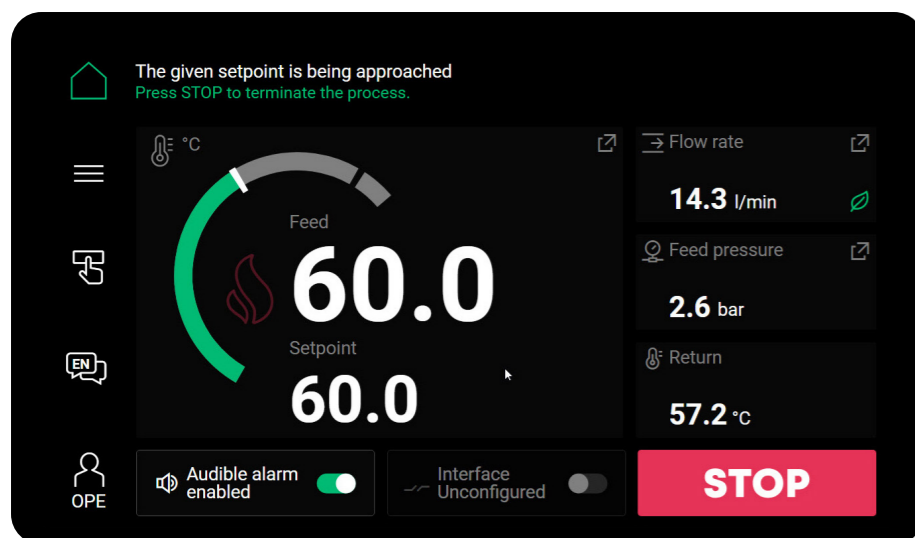 The given setpoint is being approached
Press STOP to terminate the process.
°C
Feed
60.0
Setpoint
60.0
Flow rate
14.3 l/min
Feed pressure
2.6 bar
Return
57.2 °C
EN
OPE
Audible alarm
enabled
Interface
Unconfigured
STOP